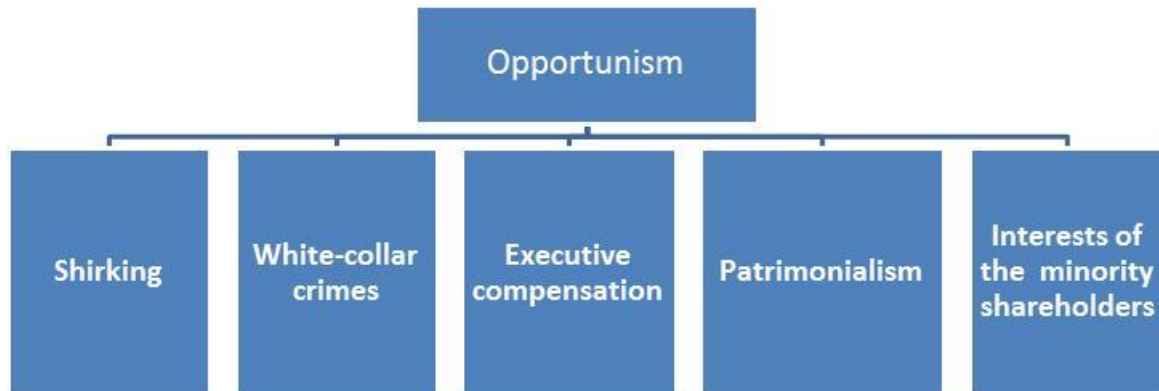 Opportunism
Shirking
White-collar
crimes
Executive
compensation
Patrimonialism
Interests of
the minority
shareholders